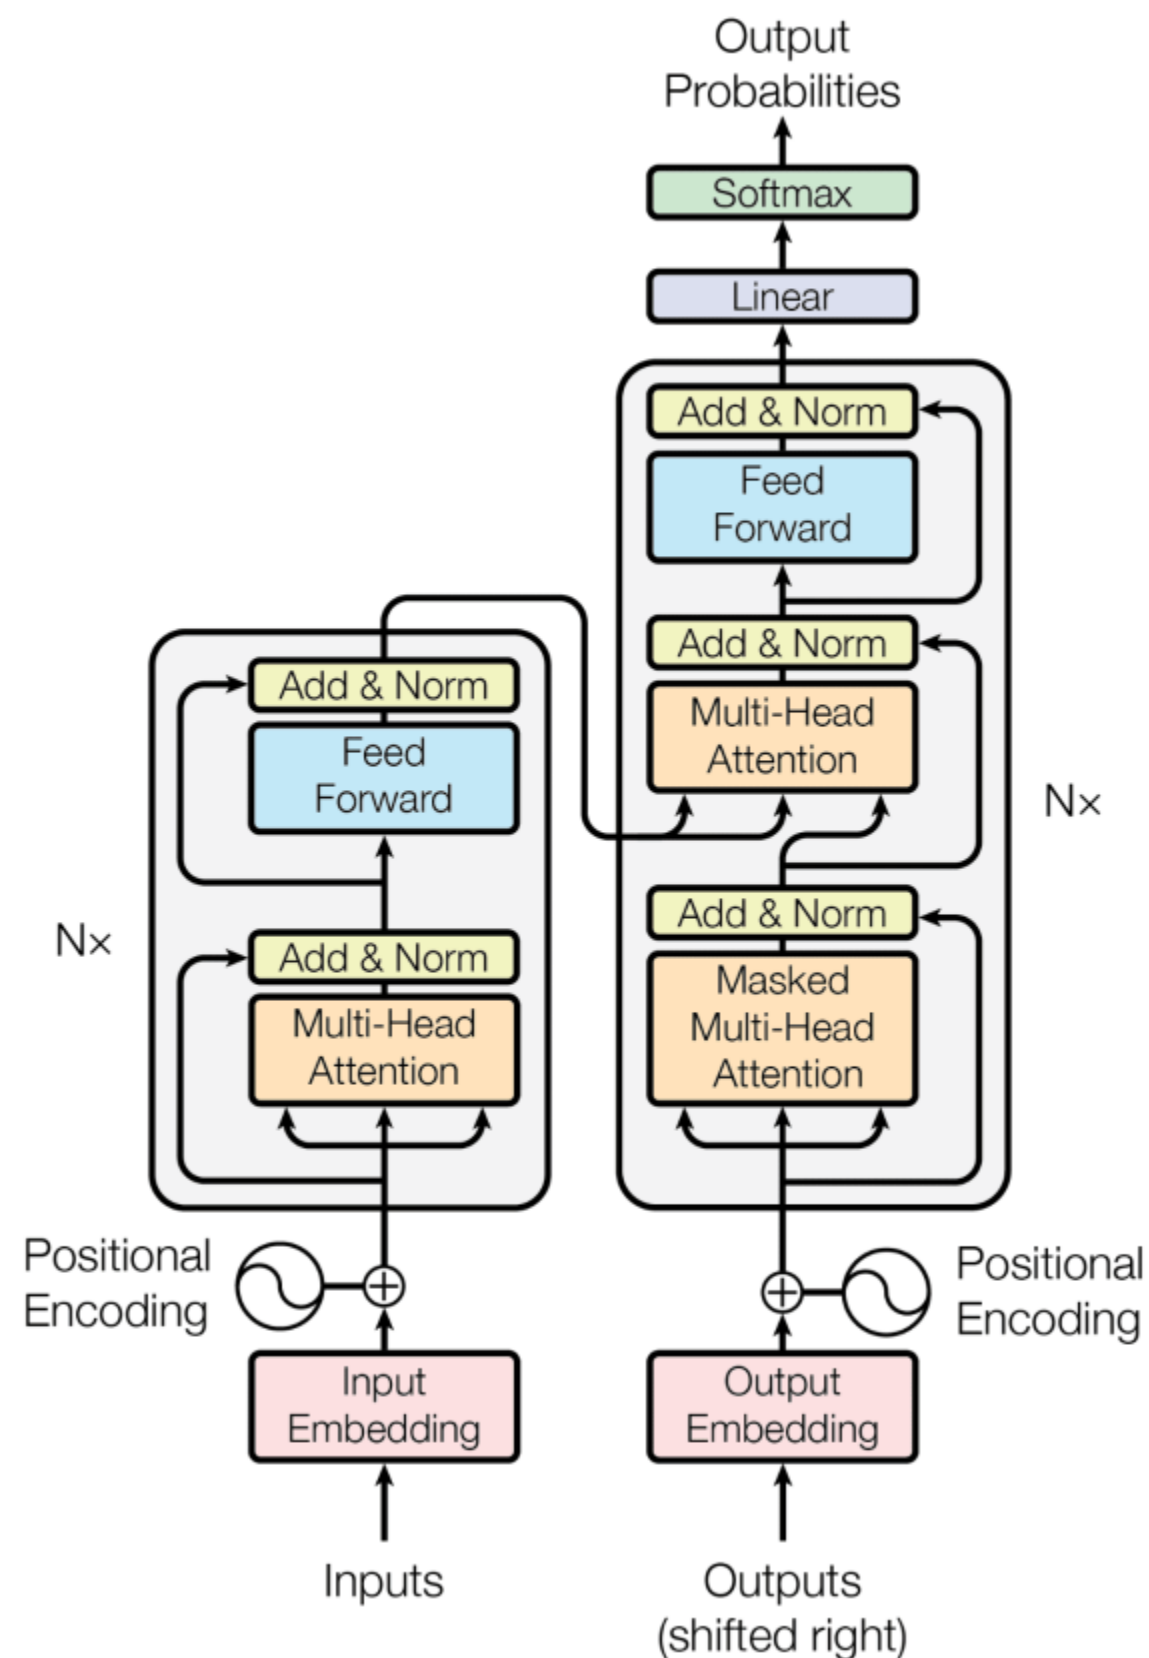 Output
Probabilities
Softmax
Linear
Add & Norm
Feed
Forward
Add & Norm
Multi-Head
Attention
Add & Norm
Masked
Multi-Head
Attention
N×
Add & Norm
Feed
Forward
Add & Norm
Multi-Head
Attention
N×
Positional
Encoding
Positional
Encoding
Input
Embedding
Output
Embedding
Inputs
Outputs
(shifted right)